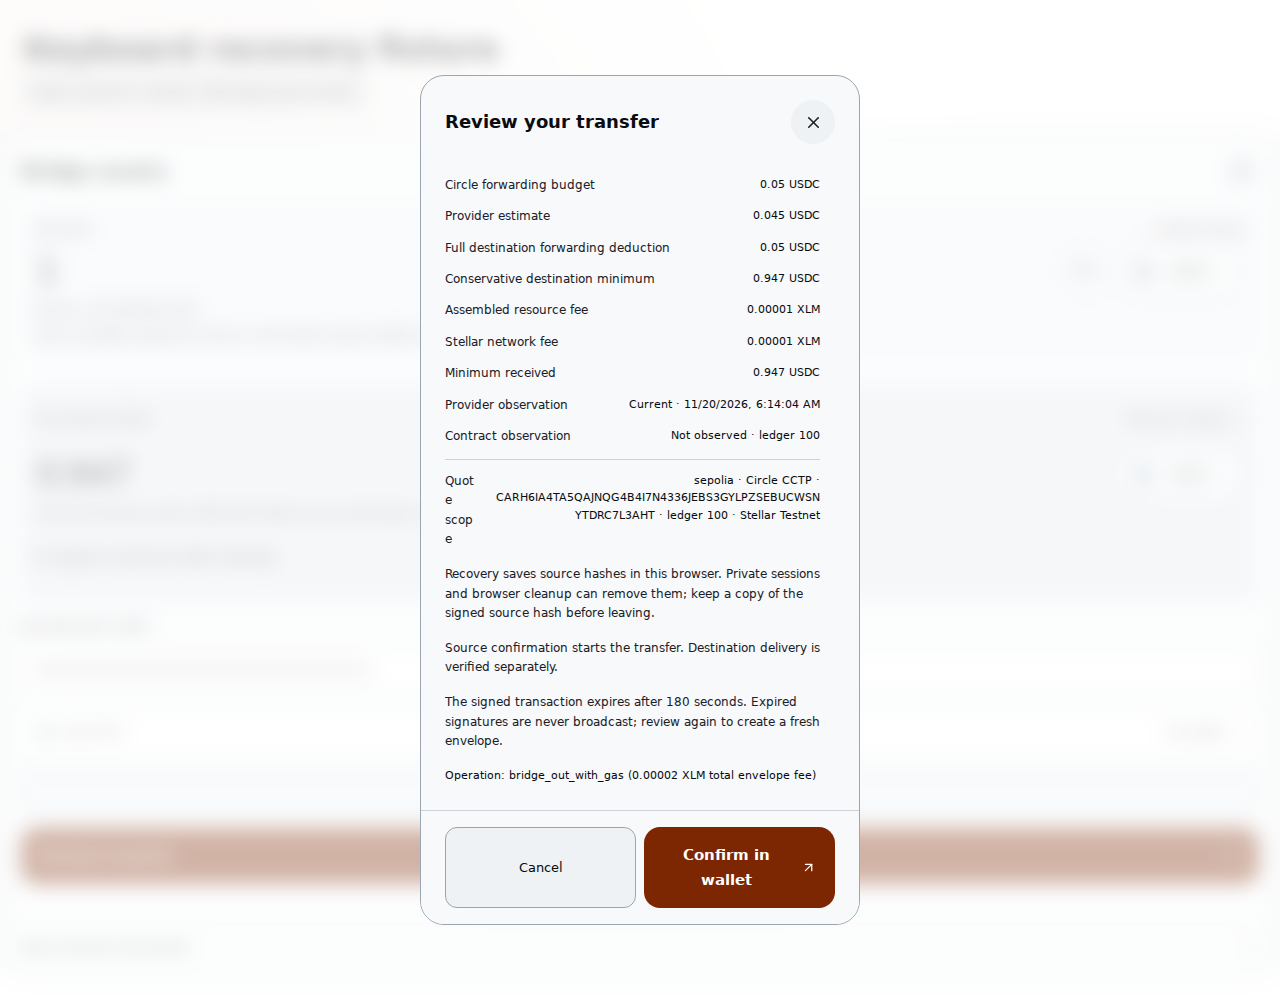 Review your transfer
Circle forwarding budget 0.05 USDC
Provider estimate 0.045 USDC
Full destination forwarding deduction 0.05 USDC
Conservative destination minimum 0.947 USDC
Assembled resource fee 0.00001 XLM
Stellar network fee 0.00001 XLM
Minimum received 0.947 USDC
Provider observation Current · 11/20/2026, 6:14:04 AM
Contract observation Not observed · ledger 100
Quot
e
scop
e
sepolia · Circle CCTP ·
CARH6IA4TA5QAJNQG4B4I7N4336JEBS3GYLPZSEBUCWSN
YTDRC7L3AHT · ledger 100 · Stellar Testnet
Recovery saves source hashes in this browser. Private sessions
and browser cleanup can remove them; keep a copy of the
signed source hash before leaving.
Source confirmation starts the transfer. Destination delivery is
verified separately.
The signed transaction expires after 180 seconds. Expired
signatures are never broadcast; review again to create a fresh
envelope.
Operation: bridge_out_with_gas (0.00002 XLM total envelope fee)
Cancel
Confirm in
wallet